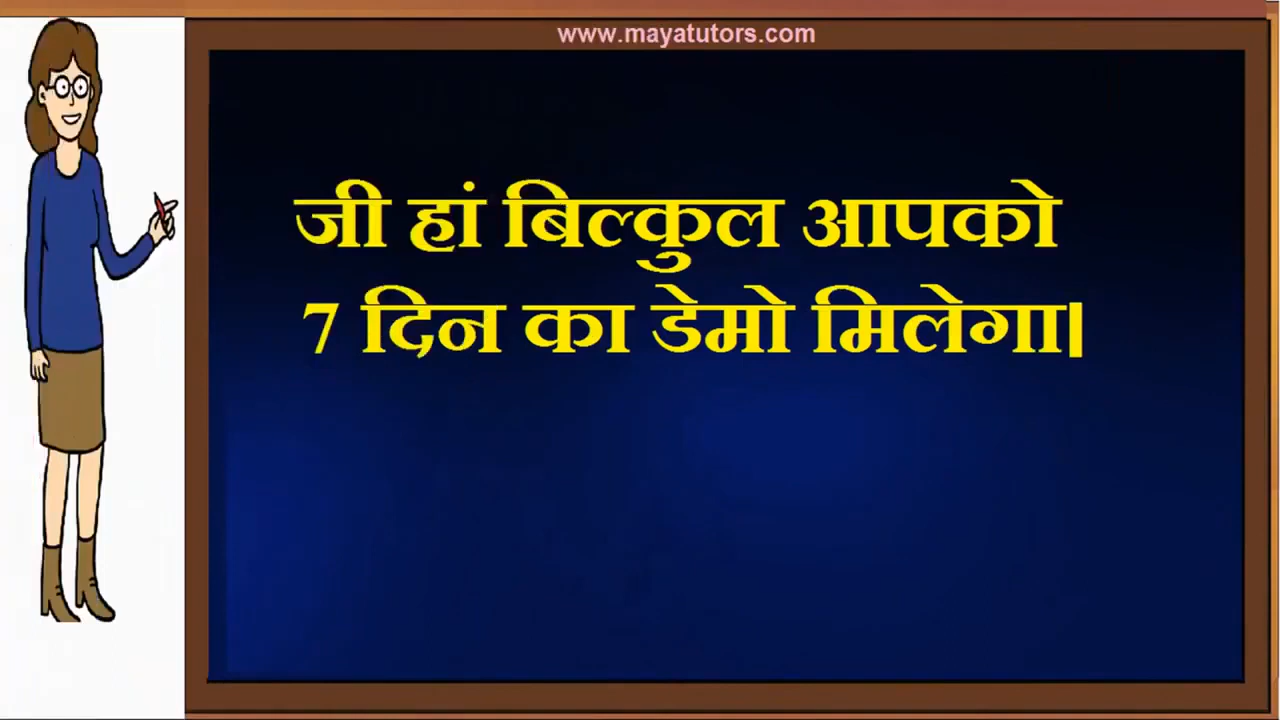 www.mayatutors.com
जी हां बिल्कुल आपको
7 दिन का डेमो मिलेगा।